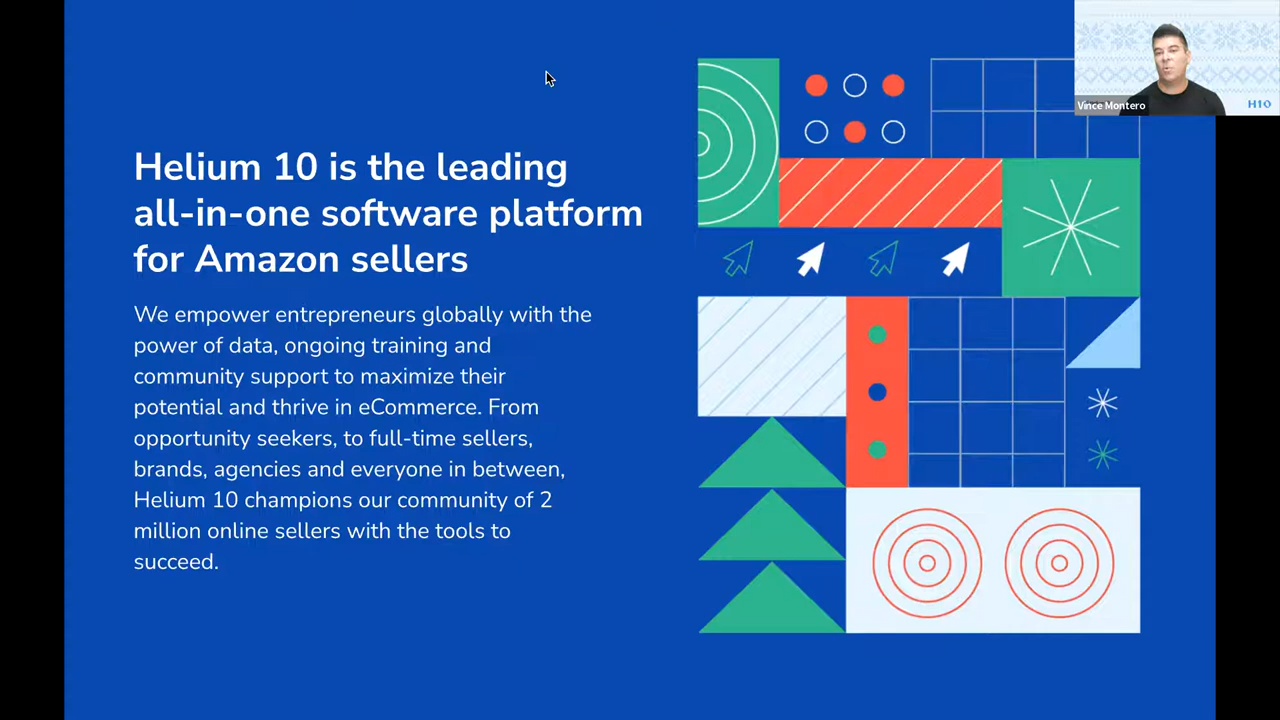 Helium 10 is the leading
all-in-one software platform
for Amazon sellers
We empower entrepreneurs globally with the
power of data, ongoing training and
community support to maximize their
potential and thrive in eCommerce. From
opportunity seekers, to full-time sellers,
brands, agencies and everyone in between,
Helium 10 champions our community of 2
million online sellers with the tools to
succeed.
Vince Montero
H10